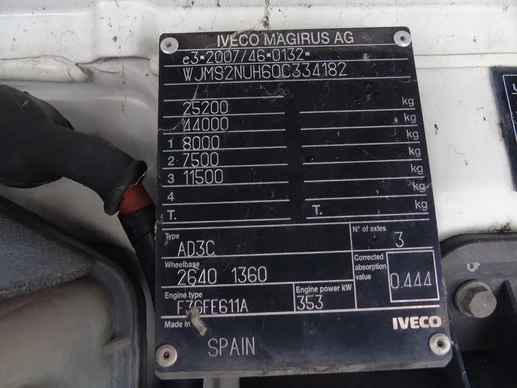 IVECO MAGIRUS AG
e3*2007/46*0132*
WJMS2NUH60C334182
25200 kg
44000 kg
1 8000 kg
2 7500 kg
3 11500 kg
4 kg
T. T. kg
Type AD3C N° of axles 3
Wheelbase 2640 1360 Corrected absorption value 0.444
Engine type Engine power kW 353
Made in IVECO
SPAIN